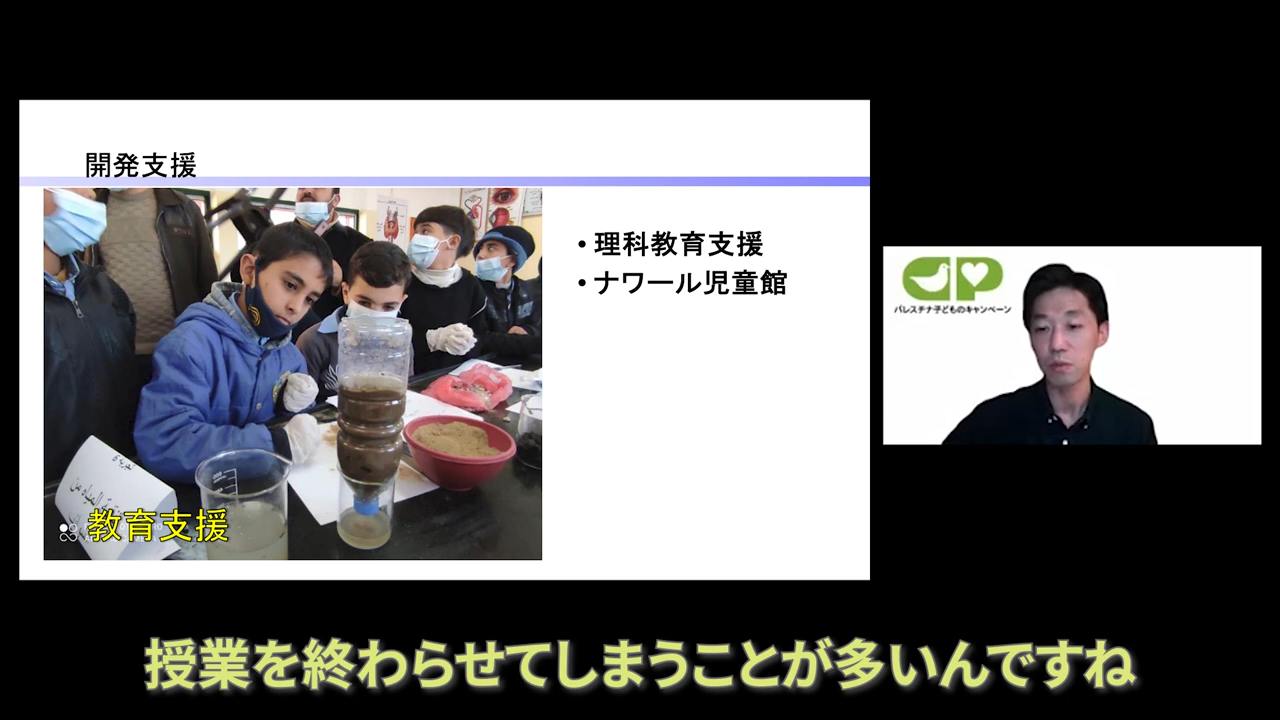 開発支援
• 理科教育支援
• ナワール児童館
教育支援
CP
パレスチナ子どものキャンペーン
授業を終わらせてしまうことが多いんですね